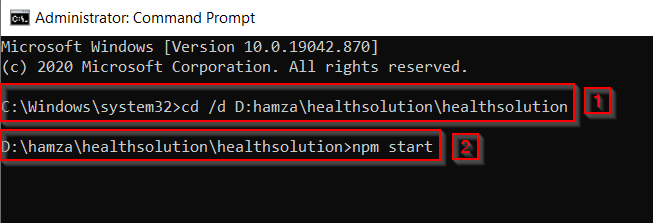 Administrator: Command Prompt
Microsoft Windows [Version 10.0.19042.870]
(c) 2020 Microsoft Corporation. All rights reserved.
C:\Windows\system32>cd /d D:hamza\healthsolution\healthsolution 1
D:\hamza\healthsolution\healthsolution>npm start 2